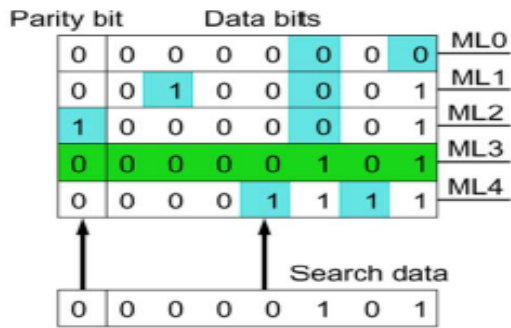 Parity bit Data bits
0 0 0 0 0 0 0 0 ML0
0 0 1 0 0 0 0 1 ML1
1 0 0 0 0 0 0 1 ML2
0 0 0 0 0 1 0 1 ML3
0 0 0 0 1 1 1 1 ML4
Search data
0 0 0 0 0 1 0 1